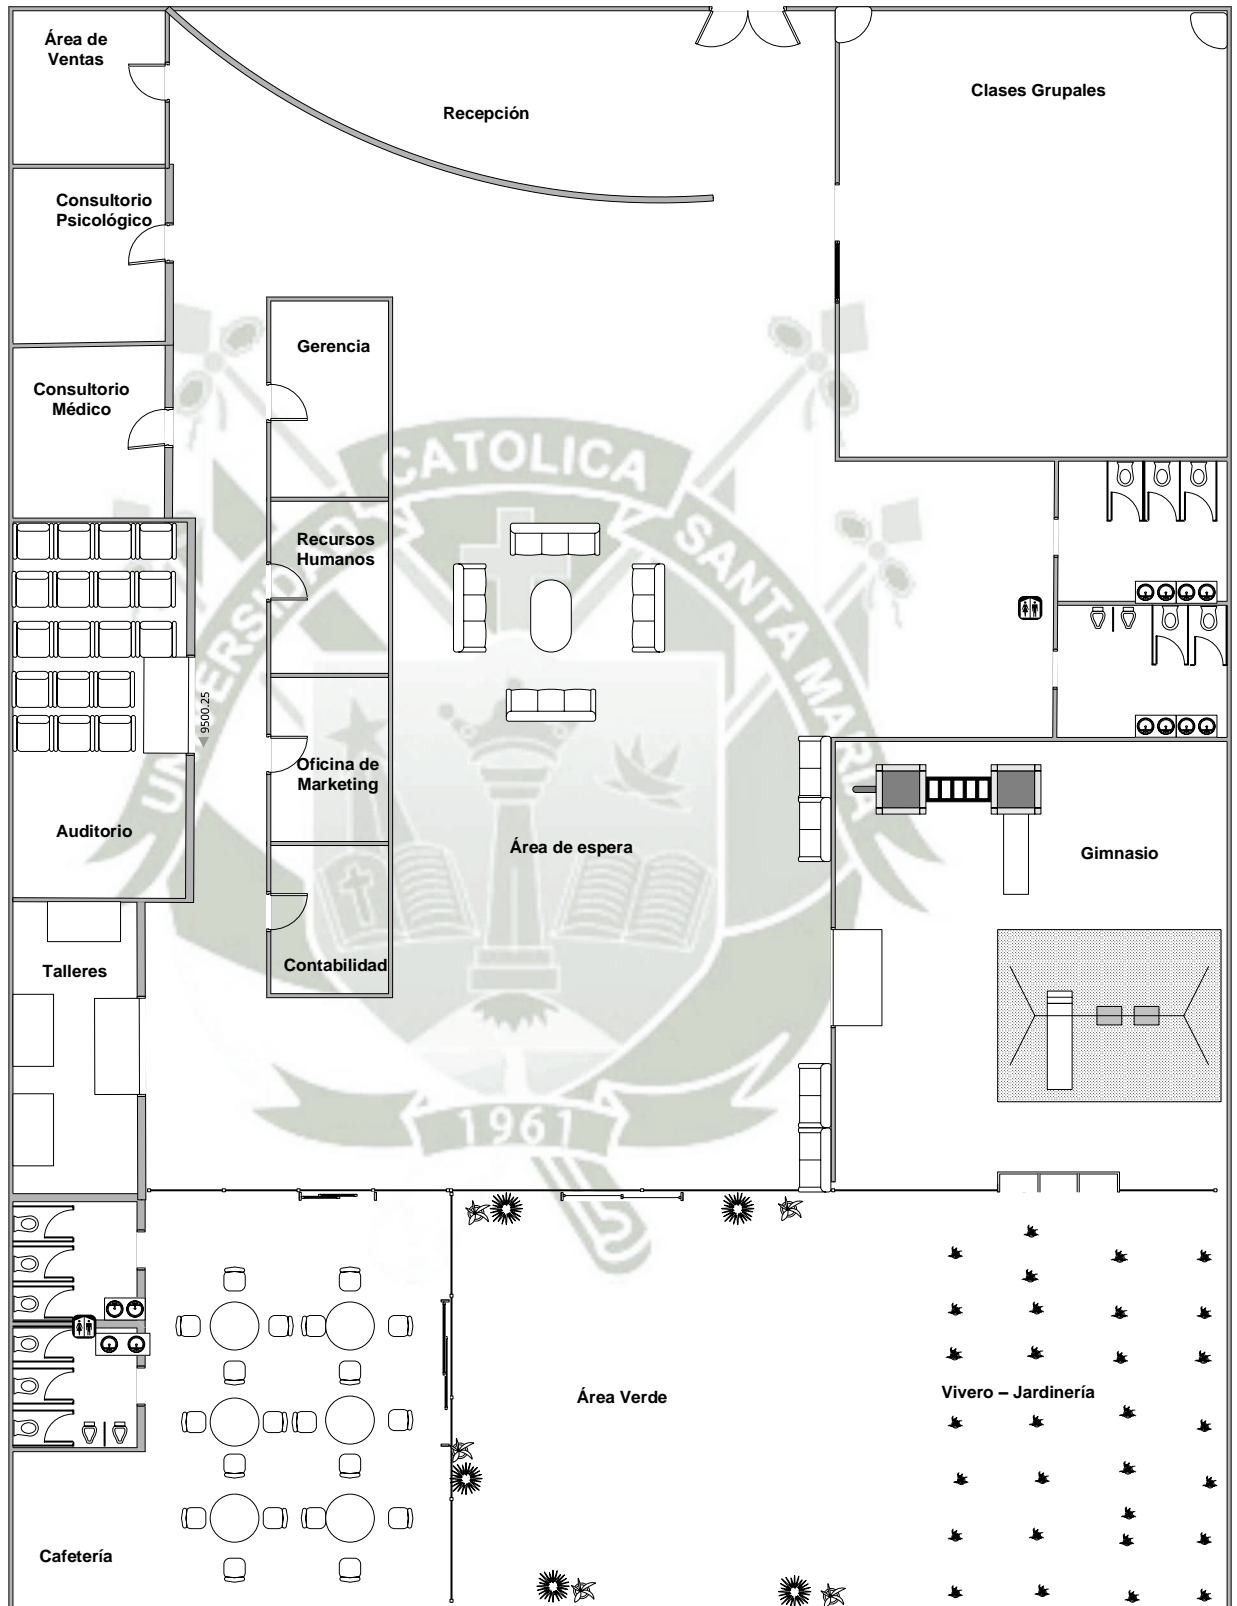 Área de
Ventas
Recepción
Clases Grupales
Consultorio
Psicológico
Gerencia
Consultorio
Médico
UNIVERSIDAD CATOLICA SANTA MARIA
Recursos
Humanos
9500.25
Oficina de
Marketing
Auditorio
Área de espera
Gimnasio
Contabilidad
Talleres
1961
Área Verde
Vivero – Jardinería
Cafetería